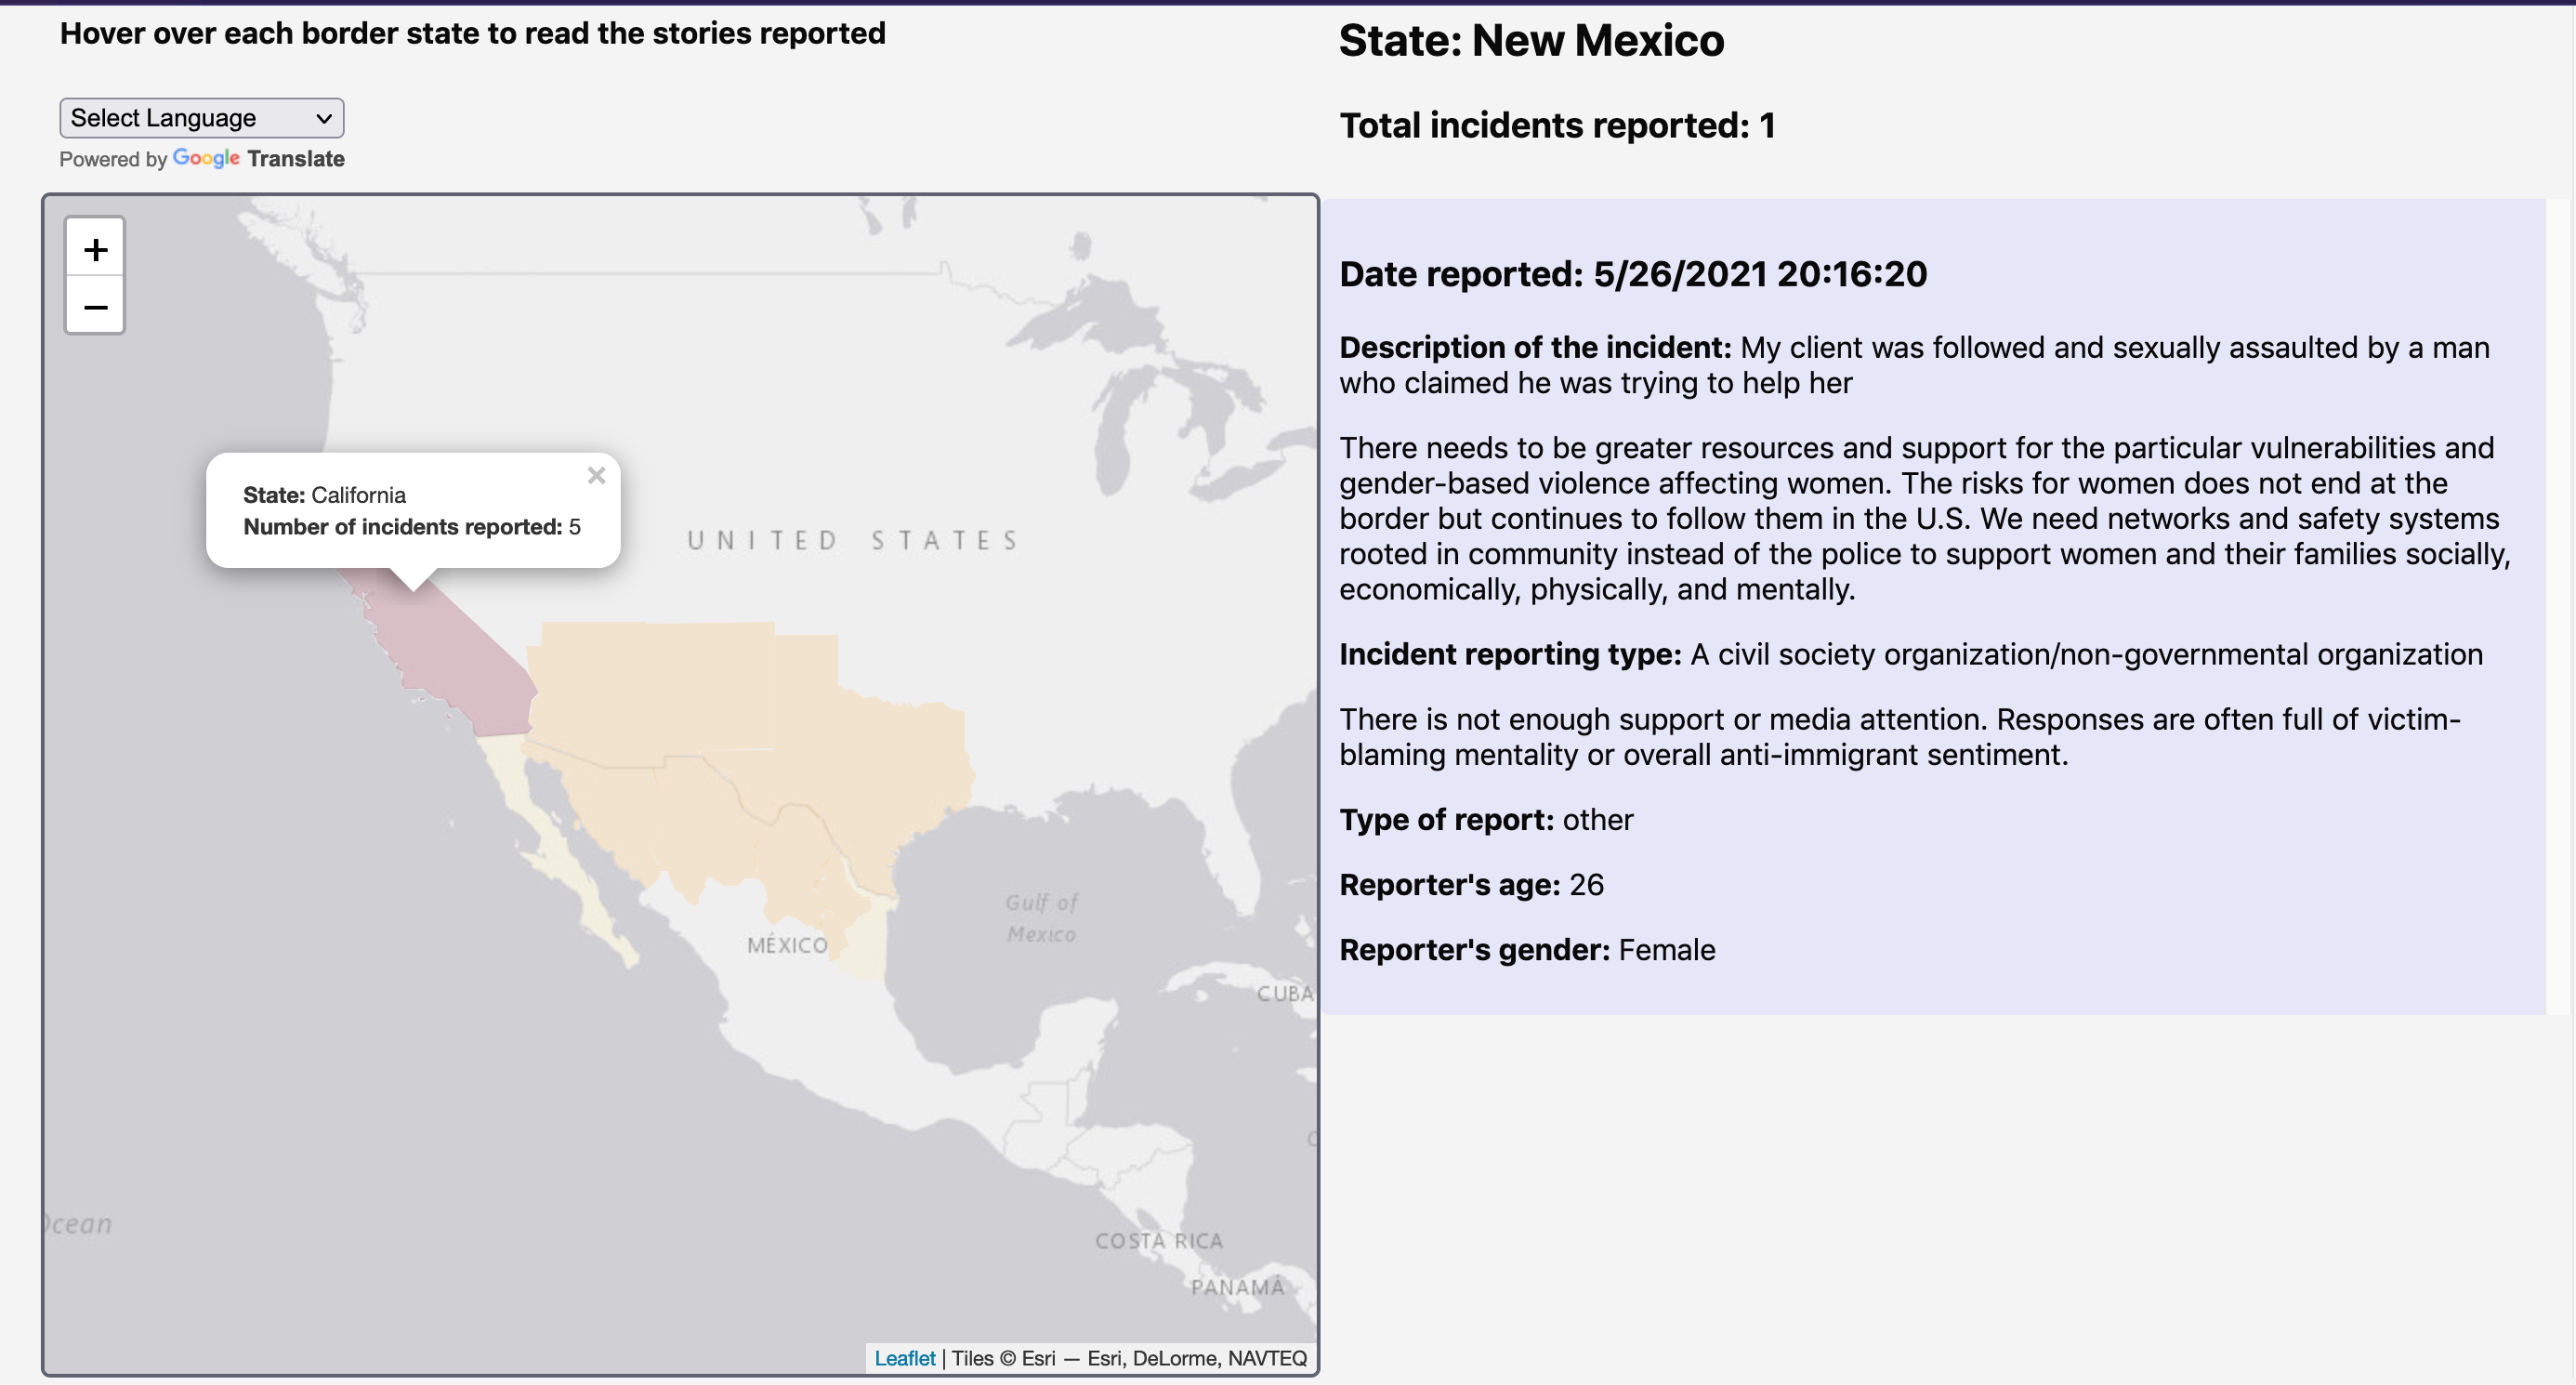 Hover over each border state to read the stories reported
Select Language
Powered by Google Translate
+
−
State: California
Number of incidents reported: 5
×
UNITED STATES
Gulf of
Mexico
MÉXICO
CUBA
COSTA RICA
PANAMÁ
Leaflet | Tiles © Esri — Esri, DeLorme, NAVTEQ
State: New Mexico
Total incidents reported: 1
Date reported: 5/26/2021 20:16:20
Description of the incident: My client was followed and sexually assaulted by a man
who claimed he was trying to help her
There needs to be greater resources and support for the particular vulnerabilities and
gender-based violence affecting women. The risks for women does not end at the
border but continues to follow them in the U.S. We need networks and safety systems
rooted in community instead of the police to support women and their families socially,
economically, physically, and mentally.
Incident reporting type: A civil society organization/non-governmental organization
There is not enough support or media attention. Responses are often full of victim-
blaming mentality or overall anti-immigrant sentiment.
Type of report: other
Reporter's age: 26
Reporter's gender: Female